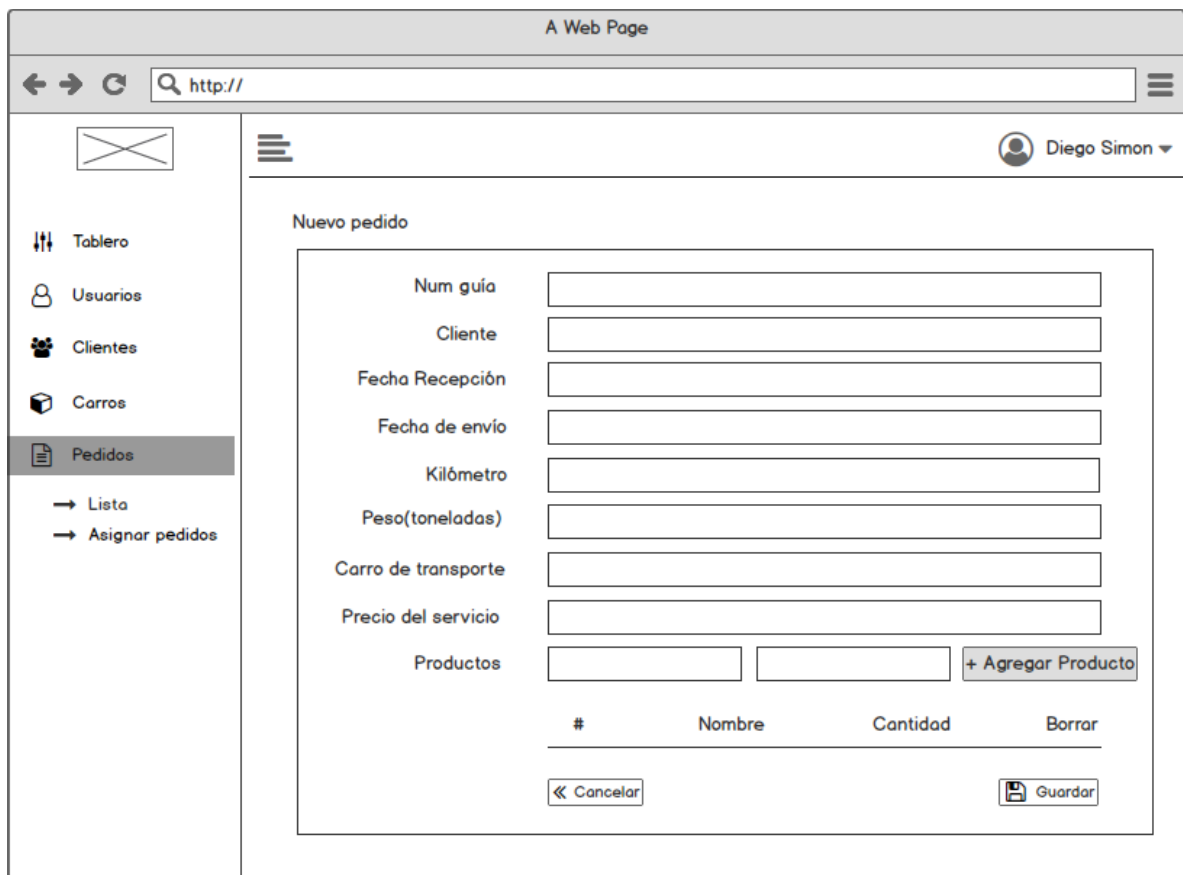 A Web Page
http://
Diego Simon
Tablero
Usuarios
Clientes
Carros
Pedidos
Lista
Asignar pedidos
Nuevo pedido
Num guía
Cliente
Fecha Recepción
Fecha de envío
Kilómetro
Peso(toneladas)
Carro de transporte
Precio del servicio
Productos + Agregar Producto
# Nombre Cantidad Borrar
Cancelar Guardar